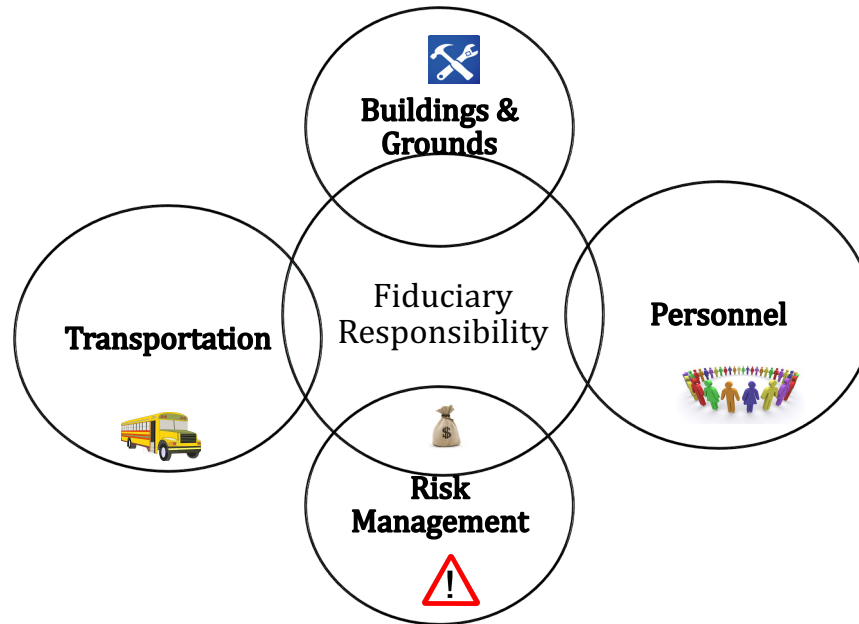 Buildings &
Grounds
Fiduciary
Responsibility
Transportation
Personnel
$
Risk
Management
!